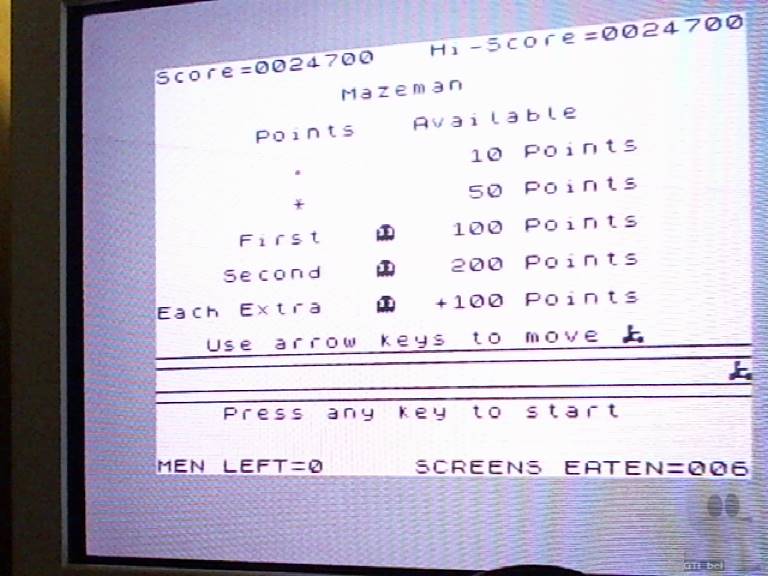 Score=0024700 Hi-Score=0024700
Mazeman
Points Available
. 10 Points
* 50 Points
First 100 Points
Second 200 Points
Each Extra +100 Points
Use arrow keys to move
Press any key to start
MEN LEFT=0 SCREENS EATEN=006